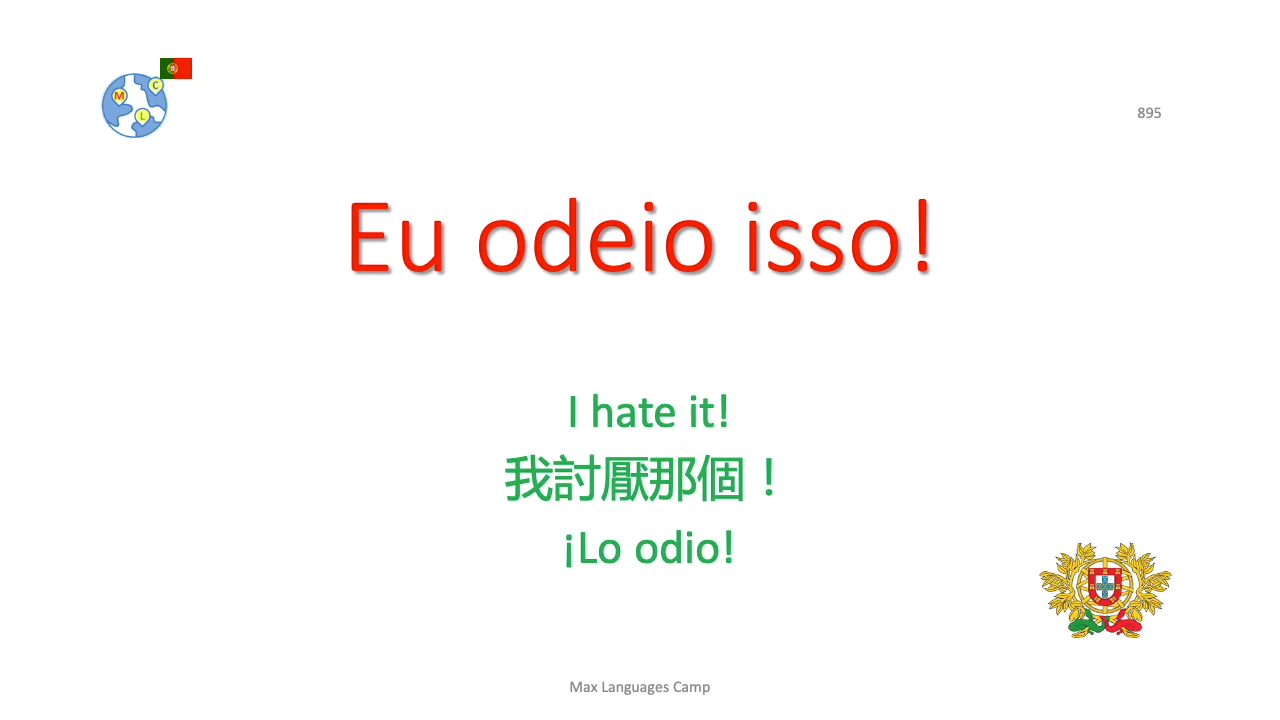 M
C
L
895
Eu odeio isso!
I hate it!
我討厭那個！
¡Lo odio!
Max Languages Camp